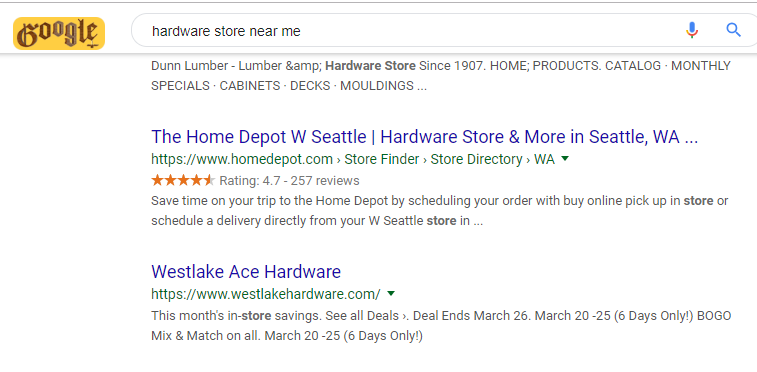 Google
hardware store near me
Dunn Lumber - Lumber &amp; Hardware Store Since 1907. HOME; PRODUCTS. CATALOG · MONTHLY
SPECIALS · CABINETS · DECKS · MOULDINGS ...
The Home Depot W Seattle | Hardware Store & More in Seattle, WA ...
https://www.homedepot.com › Store Finder › Store Directory › WA
Rating: 4.7 - 257 reviews
Save time on your trip to the Home Depot by scheduling your order with buy online pick up in store or
schedule a delivery directly from your W Seattle store in ...
Westlake Ace Hardware
https://www.westlakehardware.com/
This month's in-store savings. See all Deals ›. Deal Ends March 26. March 20 -25 (6 Days Only!) BOGO
Mix & Match on all. March 20 -25 (6 Days Only!)